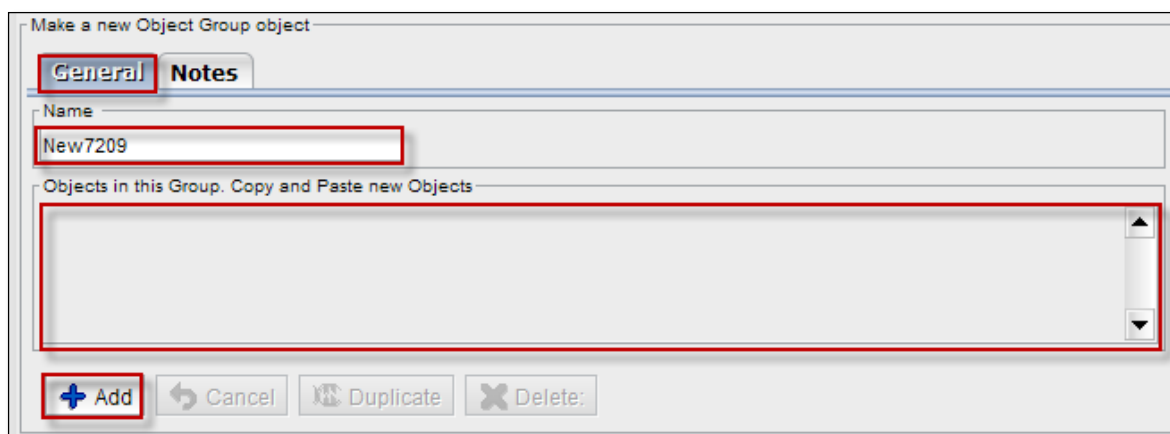 Make a new Object Group object
General Notes
Name
New7209
Objects in this Group. Copy and Paste new Objects
Add Cancel Duplicate Delete: